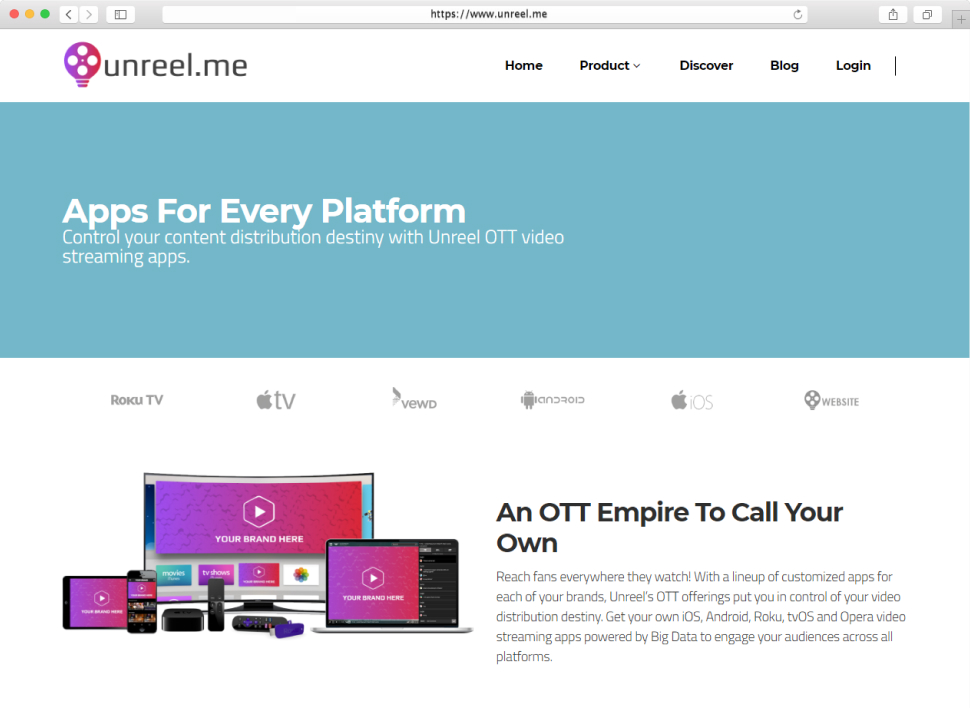 https://www.unreel.me
unreel.me
Home Product Discover Blog Login
Apps For Every Platform
Control your content distribution destiny with Unreel OTT video
streaming apps.
ROKU TV
tv
vewd
ANDROID
iOS
WEBSITE
YOUR BRAND HERE
movies
tv shows
YOUR BRAND HERE
YOUR BRAND HERE
An OTT Empire To Call Your
Own
Reach fans everywhere they watch! With a lineup of customized apps for
each of your brands, Unreel's OTT offerings put you in control of your video
distribution destiny. Get your own iOS, Android, Roku, tvOS and Opera video
streaming apps powered by Big Data to engage your audiences across all
platforms.